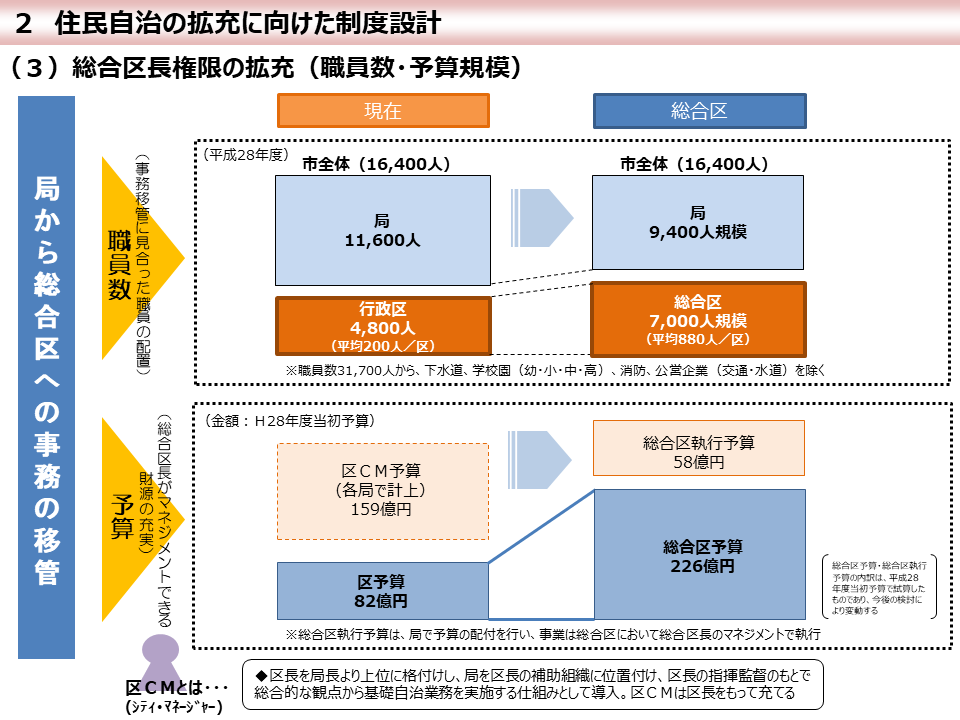 2　住民自治の拡充に向けた制度設計
（３）総合区長権限の拡充（職員数・予算規模）
局から総合区への事務の移管
現在
総合区
職員数
（事務移管に見合った職員の配置）
（平成28年度）
市全体（16,400人）
市全体（16,400人）
局
11,600人
局
9,400人規模
行政区
4,800人
（平均200人／区）
総合区
7,000人規模
（平均880人／区）
※職員数31,700人から、下水道、学校園（幼・小・中・高）、消防、公営企業（交通・水道）を除く
予算
（総合区長がマネジメントできる
財源の充実）
（金額：Ｈ28年度当初予算）
区ＣＭ予算
（各局で計上）
159億円
総合区執行予算
58億円
区予算
82億円
総合区予算
226億円
総合区予算・総合区執行
予算の内訳は、平成28
年度当初予算で試算した
ものであり、今後の検討に
より変動する
※総合区執行予算は、局で予算の配付を行い、事業は総合区において総合区長のマネジメントで執行
区ＣＭとは・・・
(ｼﾃｨ・ﾏﾈｰｼﾞｬｰ)
◆区長を局長より上位に格付けし、局を区長の補助組織に位置付け、区長の指揮監督のもとで
総合的な観点から基礎自治業務を実施する仕組みとして導入。区ＣＭは区長をもって充てる